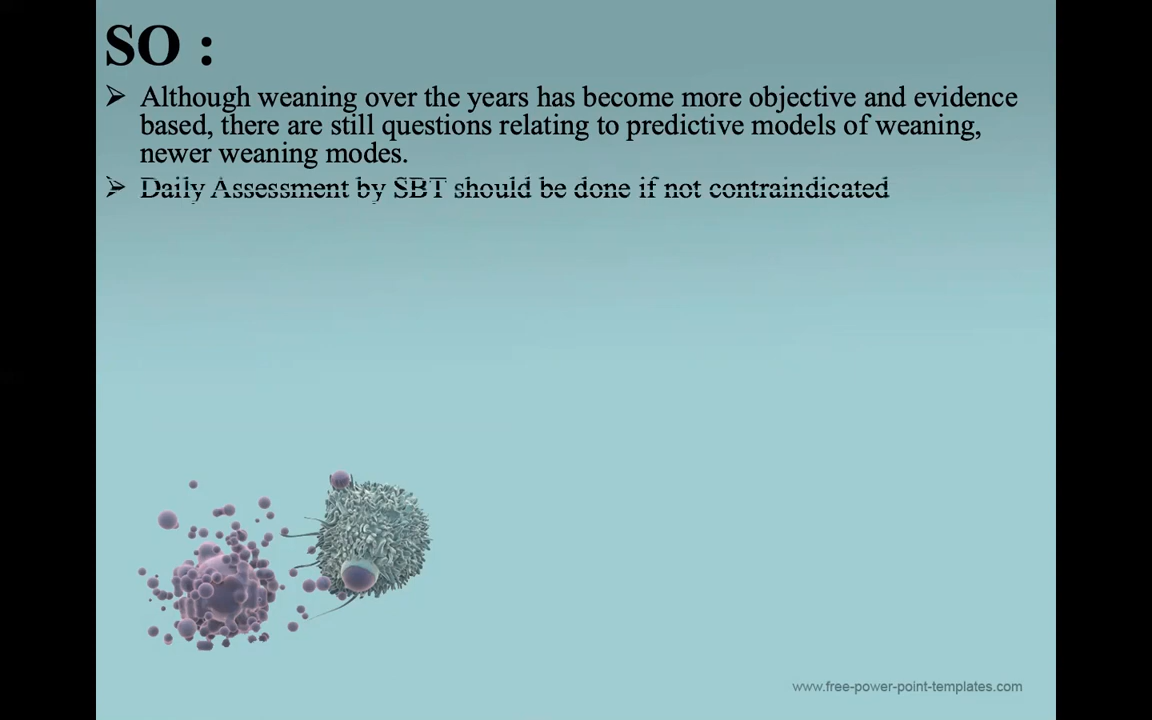 SO :
➢ Although weaning over the years has become more objective and evidence
based, there are still questions relating to predictive models of weaning,
newer weaning modes.
➢ Daily Assessment by SBT should be done if not contraindicated
www.free-power-point-templates.com